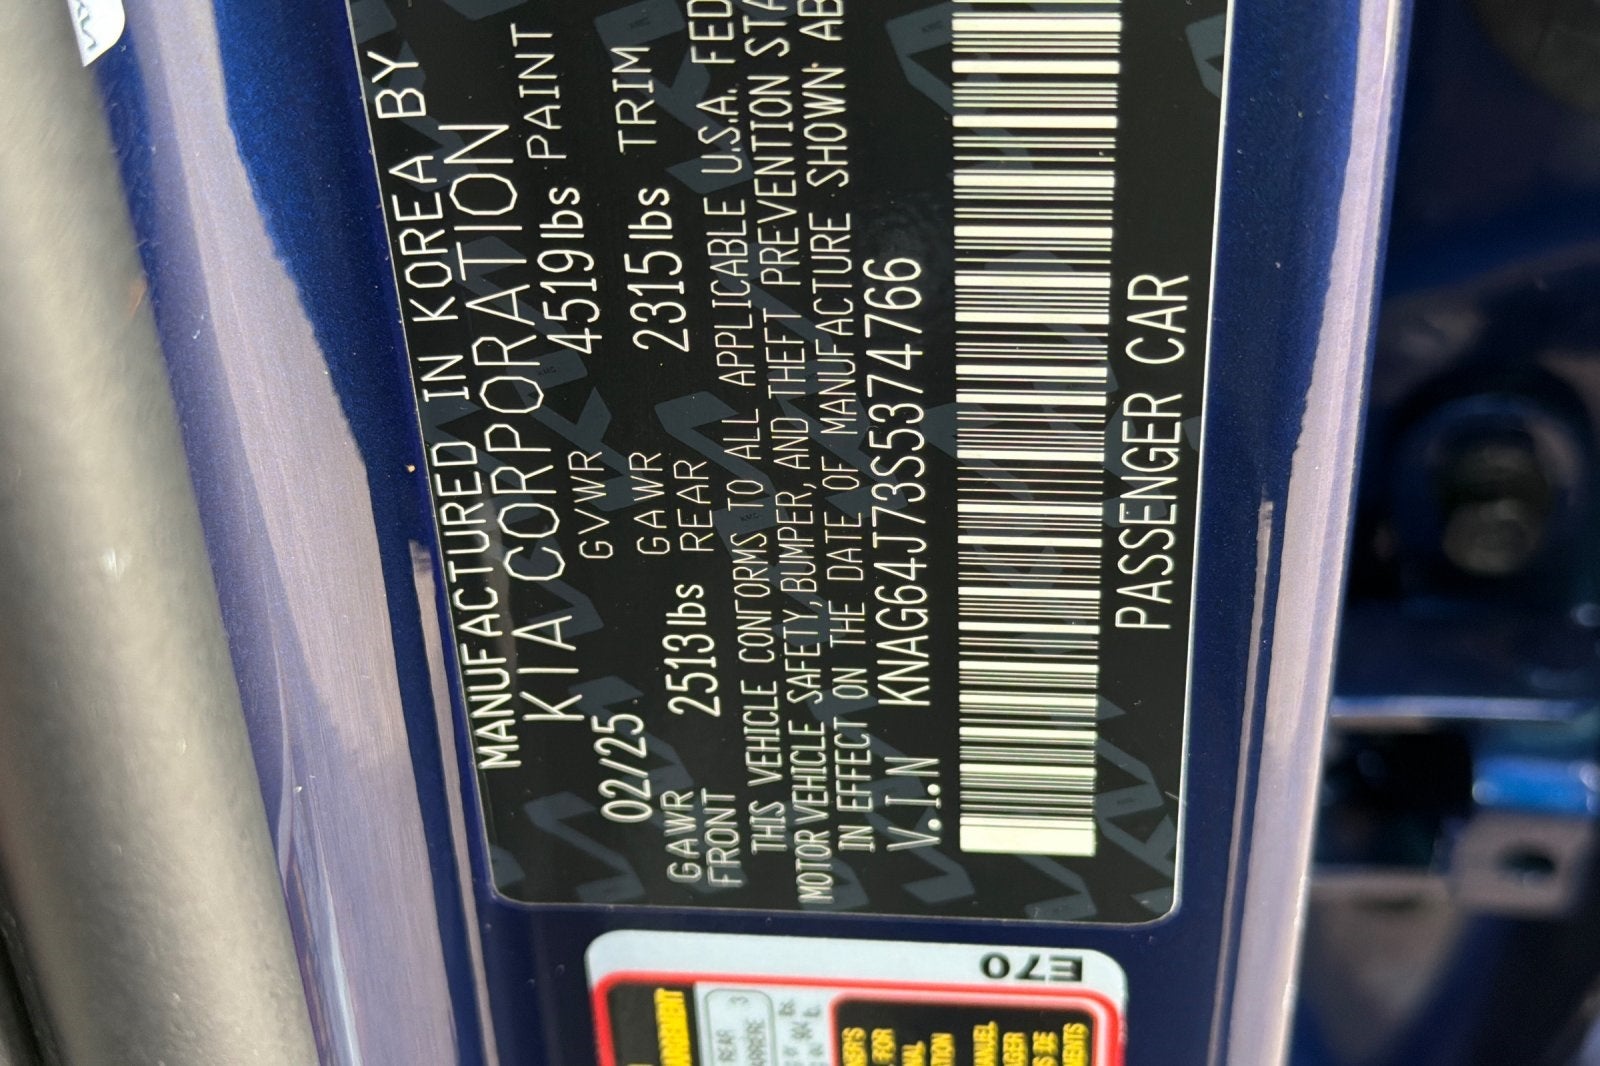 MANUFACTURED IN KOREA BY
KIA CORPORATION
02/25 GVWR 4519lbs PAINT
GAWR FRONT 2513lbs GAWR REAR 2315lbs TRIM
THIS VEHICLE CONFORMS TO ALL APPLICABLE U.S.A. FED
MOTOR VEHICLE SAFETY, BUMPER, AND THEFT PREVENTION STA
IN EFFECT ON THE DATE OF MANUFACTURE SHOWN AB
V.I.N KNAG64J73S5374766
PASSENGER CAR
E70
REAR
3